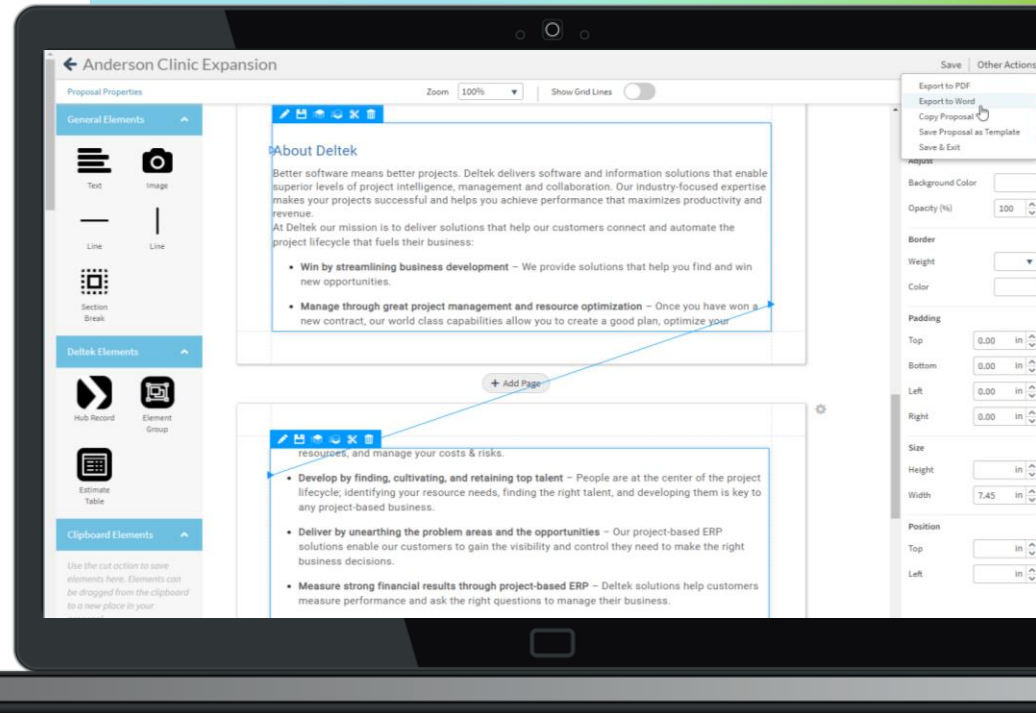 Anderson Clinic Expansion
Save | Other Actions
Proposal Properties
Zoom 100%
Show Grid Lines
Export to PDF
Export to Word
Copy Proposal
Save Proposal as Template
Save & Exit
General Elements
Text
Image
Line
Line
Section
Break
Deltek Elements
Hub Record
Element
Group
Estimate
Table
Clipboard Elements
Use the cut action to save
elements here. Elements can
be dragged from the clipboard
to a new place in your
About Deltek
Better software means better projects. Deltek delivers software and information solutions that enable
superior levels of project intelligence, management and collaboration. Our industry-focused expertise
makes your projects successful and helps you achieve performance that maximizes productivity and
revenue.
At Deltek our mission is to deliver solutions that help our customers connect and automate the
project lifecycle that fuels their business:
• Win by streamlining business development – We provide solutions that help you find and win
new opportunities.
• Manage through great project management and resource optimization – Once you have won a
new contract, our world class capabilities allow you to create a good plan, optimize your
+ Add Page
resources, and manage your costs & risks.
• Develop by finding, cultivating, and retaining top talent – People are at the center of the project
lifecycle; identifying your resource needs, finding the right talent, and developing them is key to
any project-based business.
• Deliver by unearthing the problem areas and the opportunities – Our project-based ERP
solutions enable our customers to gain the visibility and control they need to make the right
business decisions.
• Measure strong financial results through project-based ERP – Deltek solutions help customers
measure performance and ask the right questions to manage their business.
Adjust
Background Color
Opacity (%) 100
Border
Weight
Color
Padding
Top 0.00 in
Bottom 0.00 in
Left 0.00 in
Right 0.00 in
Size
Height in
Width 7.45 in
Position
Top in
Left in